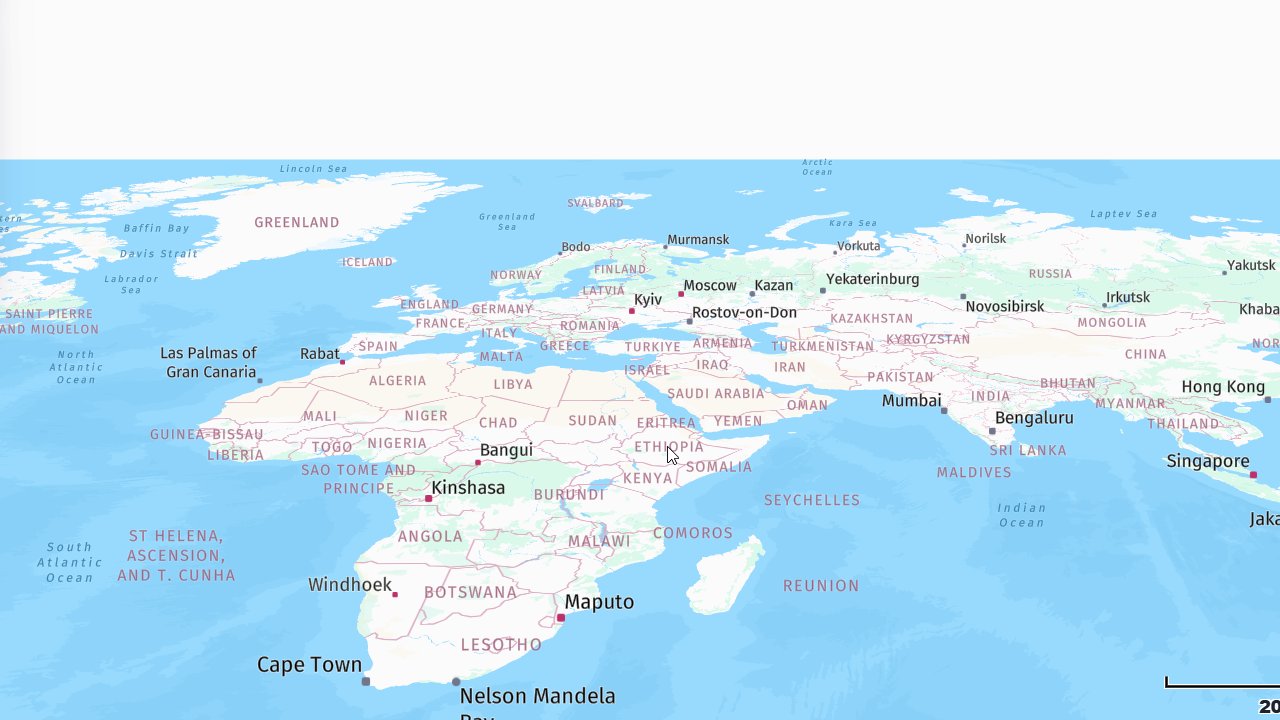 Lincoln Sea
Arctic
Ocean
SVALBARD
GREENLAND
Greenland
Sea
Baffin Bay
Kara Sea
Laptev Sea
Davis Strait
ICELAND
Bodo
Murmansk
Vorkuta
Norilsk
Labrador
Sea
NORWAY
FINLAND
Yakutsk
RUSSIA
LATVIA
Moscow
Kazan
Yekaterinburg
ENGLAND
GERMANY
Kyiv
Novosibirsk
Irkutsk
Khaba
SAINT PIERRE
AND MIQUELON
FRANCE
ITALY
ROMANIA
Rostov-on-Don
KAZAKHSTAN
MONGOLIA
North
Atlantic
Ocean
Las Palmas of
Gran Canaria
Rabat
SPAIN
MALTA
GREECE
TURKIYE
ARMENIA
TURKMENISTAN
KYRGYZSTAN
NOR
CHINA
ISRAEL
IRAQ
IRAN
PAKISTAN
BHUTAN
ALGERIA
LIBYA
SAUDI ARABIA
OMAN
Mumbai
INDIA
MYANMAR
Hong Kong
MALI
NIGER
CHAD
SUDAN
ERITREA
YEMEN
Bengaluru
THAILAND
GUINEA-BISSAU
LIBERIA
TOGO
NIGERIA
Bangui
ETHIOPIA
SOMALIA
SRI LANKA
MALDIVES
Singapore
SAO TOME AND
PRINCIPE
Kinshasa
BURUNDI
KENYA
SEYCHELLES
Indian
Ocean
Jaka
ST HELENA,
ASCENSION,
AND T. CUNHA
South
Atlantic
Ocean
ANGOLA
MALAWI
COMOROS
Windhoek
BOTSWANA
Maputo
REUNION
LESOTHO
Cape Town
Nelson Mandela
20